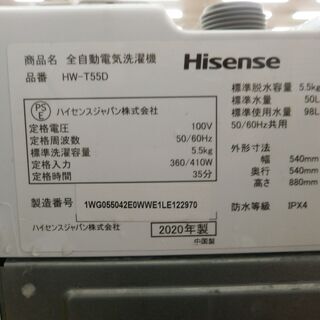 商品名 全自動電気洗濯機
品番 HW-T55D
Hisense
PS
E
ハイセンスジャパン株式会社
定格電圧 100V
定格周波数 50/60Hz
標準洗濯容量 5.5kg
定格入力 360/410W
定格時間 35分
標準脱水容量 5.5kg
標準水量 50L
標準使用水量 98L
50/60Hz共用
外形寸法
幅 540mm
奥行 540mm
高さ 880mm
防水等級 IPX4
製造番号 1WG055042E0WWE1LE122970
ハイセンスジャパン株式会社
2020年製
中国製